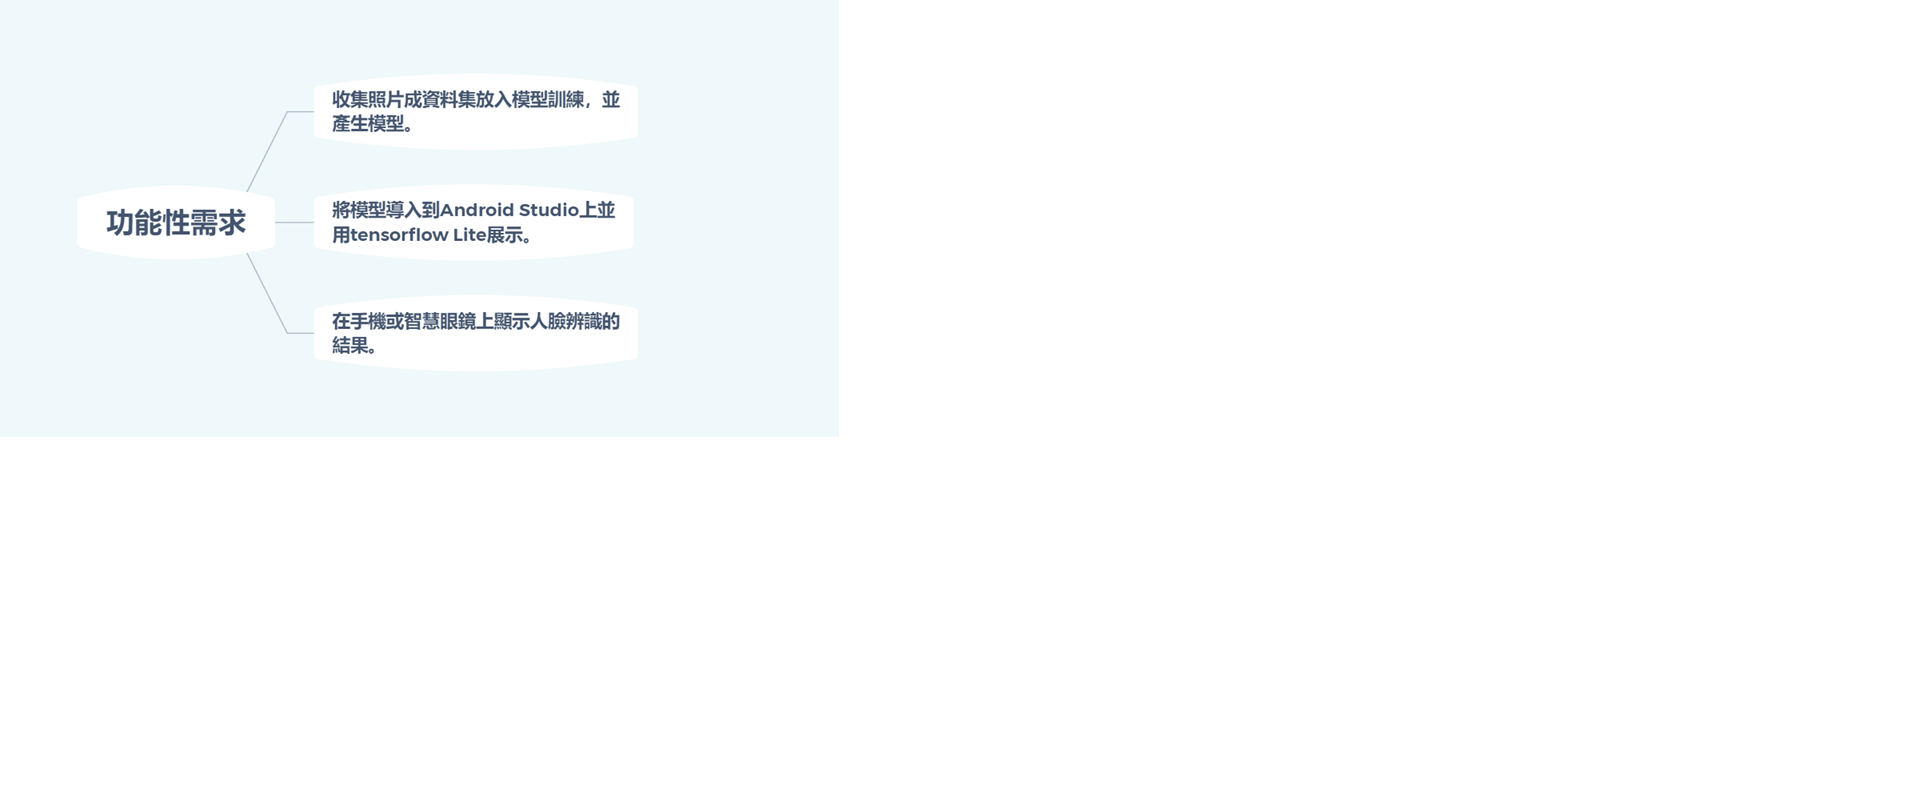 功能性需求
收集照片成資料集放入模型訓練，並
產生模型。
將模型導入到Android Studio上並
用tensorflow Lite展示。
在手機或智慧眼鏡上顯示人臉辨識的
結果。